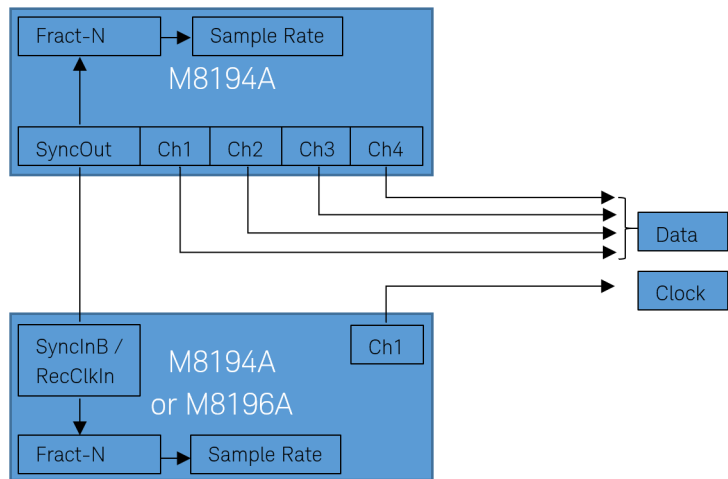 Fract-N
Sample Rate
M8194A
SyncOut
Ch1
Ch2
Ch3
Ch4
Data
Clock
SyncInB /
RecClkIn
M8194A
or M8196A
Ch1
Fract-N
Sample Rate